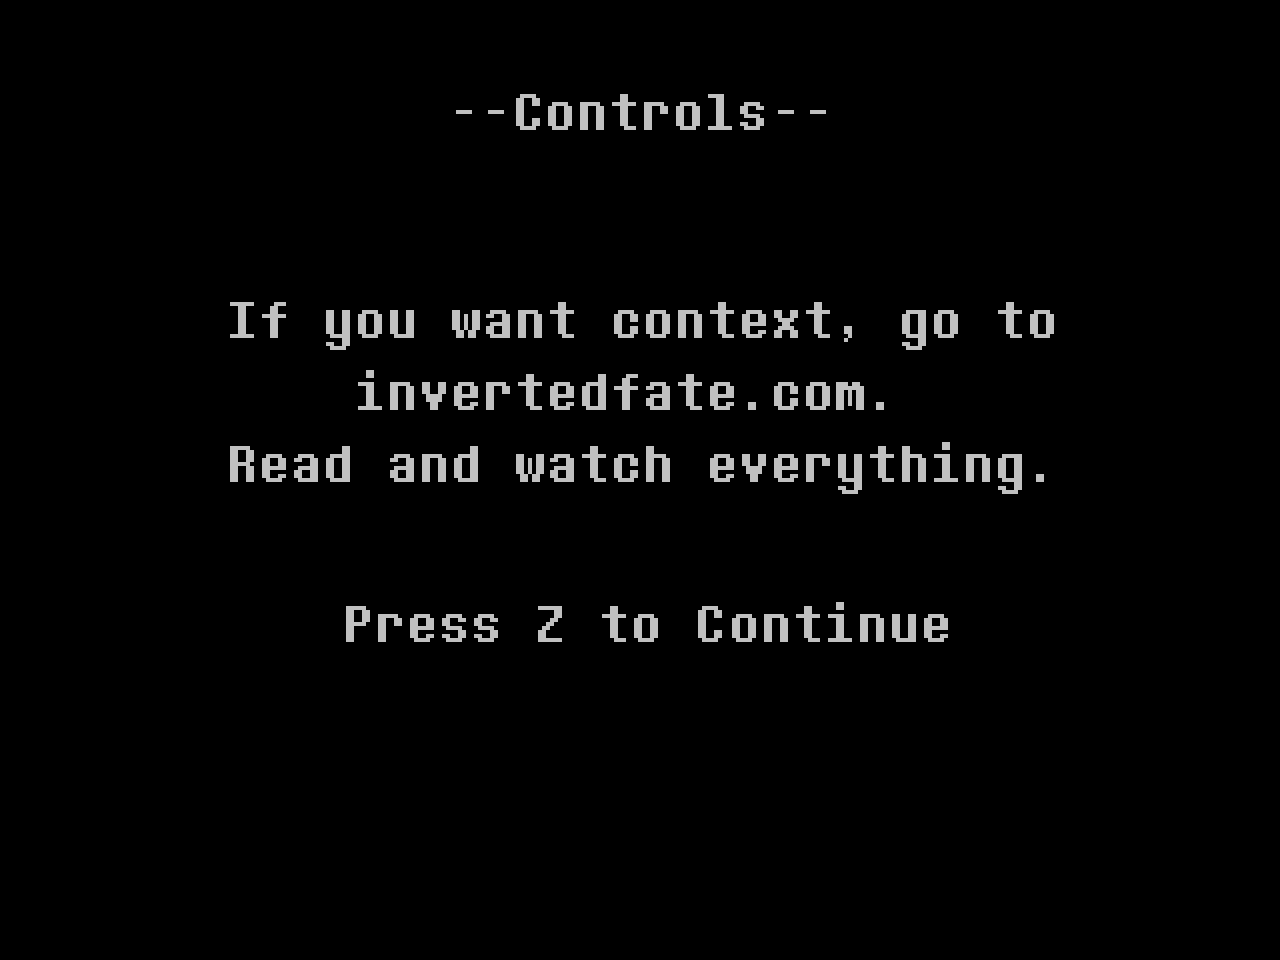 --Controls--
If you want context, go to
invertedfate.com.
Read and watch everything.
Press Z to Continue